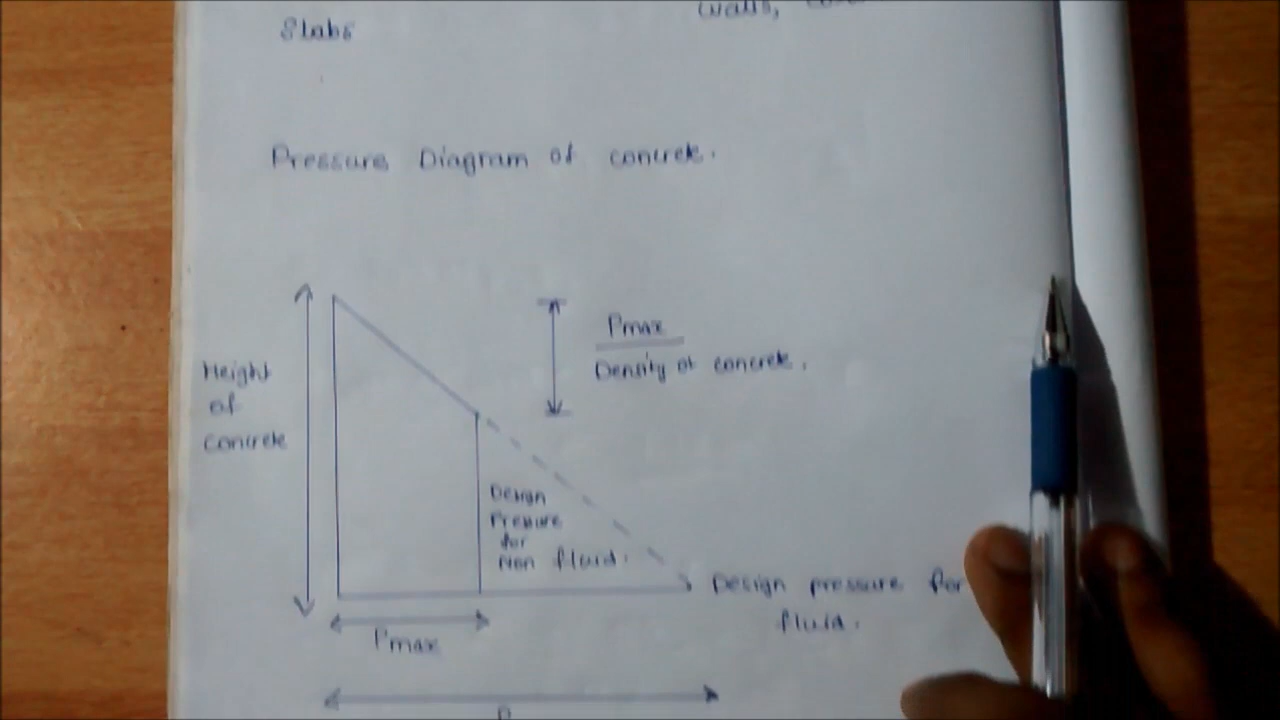 Slabs
walls,
Pressure Diagram of concrete.
Height
of
Concrete
Pmax
Density of concrete.
Design
Pressure
for
Non fluid.
Design pressure for
fluid.
Pmax